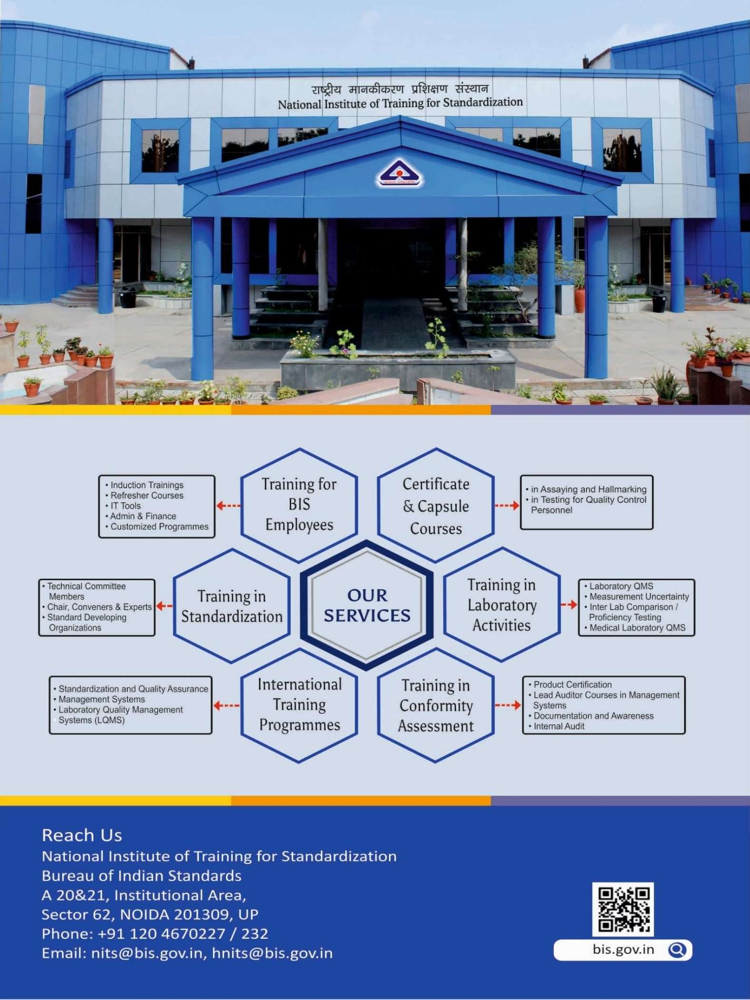 राष्ट्रीय मानकीकरण प्रशिक्षण संस्थान
National Institute of Training for Standardization
• Induction Trainings
• Refresher Courses
• IT Tools
• Admin & Finance
• Customized Programmes
Training for
BIS
Employees
Certificate
& Capsule
Courses
• in Assaying and Hallmarking
• in Testing for Quality Control
Personnel
• Technical Committee
Members
• Chair, Conveners & Experts
• Standard Developing
Organizations
Training in
Standardization
OUR
SERVICES
Training in
Laboratory
Activities
• Laboratory QMS
• Measurement Uncertainty
• Inter Lab Comparison /
Proficiency Testing
• Medical Laboratory QMS
• Standardization and Quality Assurance
• Management Systems
• Laboratory Quality Management
Systems (LQMS)
International
Training
Programmes
Training in
Conformity
Assessment
• Product Certification
• Lead Auditor Courses in Management
Systems
• Documentation and Awareness
• Internal Audit
Reach Us
National Institute of Training for Standardization
Bureau of Indian Standards
A 20&21, Institutional Area,
Sector 62, NOIDA 201309, UP
Phone: +91 120 4670227 / 232
Email: nits@bis.gov.in, hnits@bis.gov.in
bis.gov.in